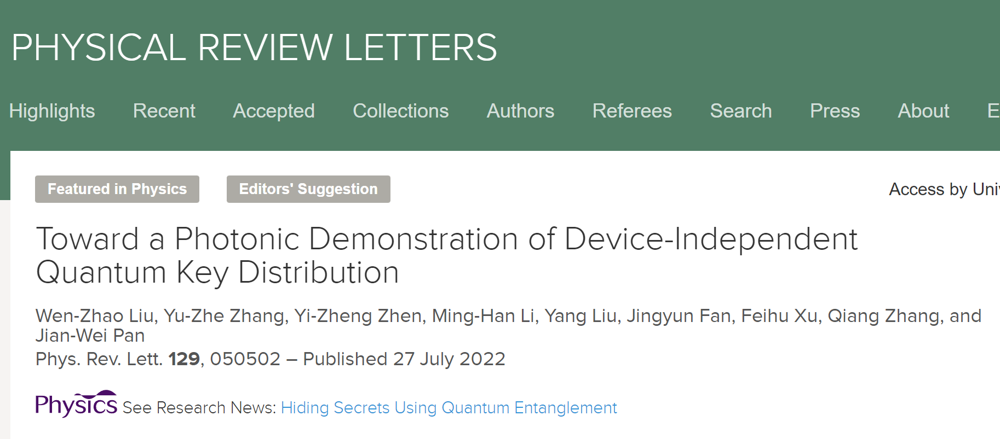 PHYSICAL REVIEW LETTERS
Highlights Recent Accepted Collections Authors Referees Search Press About E
Featured in Physics Editors' Suggestion Access by Univ
Toward a Photonic Demonstration of Device-Independent
Quantum Key Distribution
Wen-Zhao Liu, Yu-Zhe Zhang, Yi-Zheng Zhen, Ming-Han Li, Yang Liu, Jingyun Fan, Feihu Xu, Qiang Zhang, and
Jian-Wei Pan
Phys. Rev. Lett. 129, 050502 – Published 27 July 2022
Physics See Research News: Hiding Secrets Using Quantum Entanglement